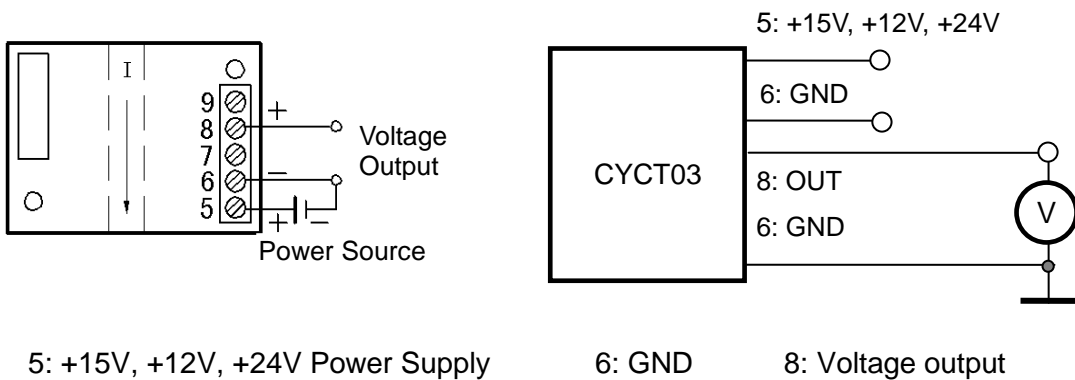 I
9
8
7
6
5
+
−
+
−
Voltage
Output
Power Source
5: +15V, +12V, +24V
6: GND
CYCT03
8: OUT
6: GND
V
5: +15V, +12V, +24V Power Supply 6: GND 8: Voltage output